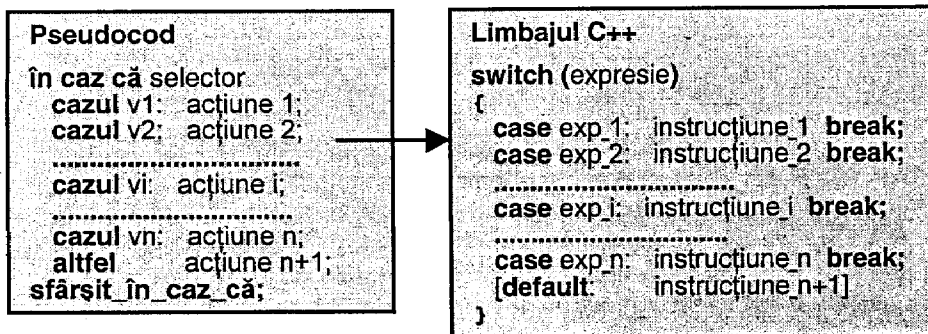 Pseudocod
în caz că selector
cazul v1: acțiune 1;
cazul v2; acțiune 2;
..............................
cazul vi: acțiune i;
..............................
cazul vn: acțiune n;
altfel acțiune n+1;
sfârșit_în_caz_că;
Limbajul C++
switch (expresie)
{
case exp_1: instrucțiune_1 break;
case exp_2: instrucțiune_2 break;
..............................
case exp_i: instrucțiune_i break;
..............................
case exp_n: instrucțiune_n break;
[default: instrucțiune_n+1]
}